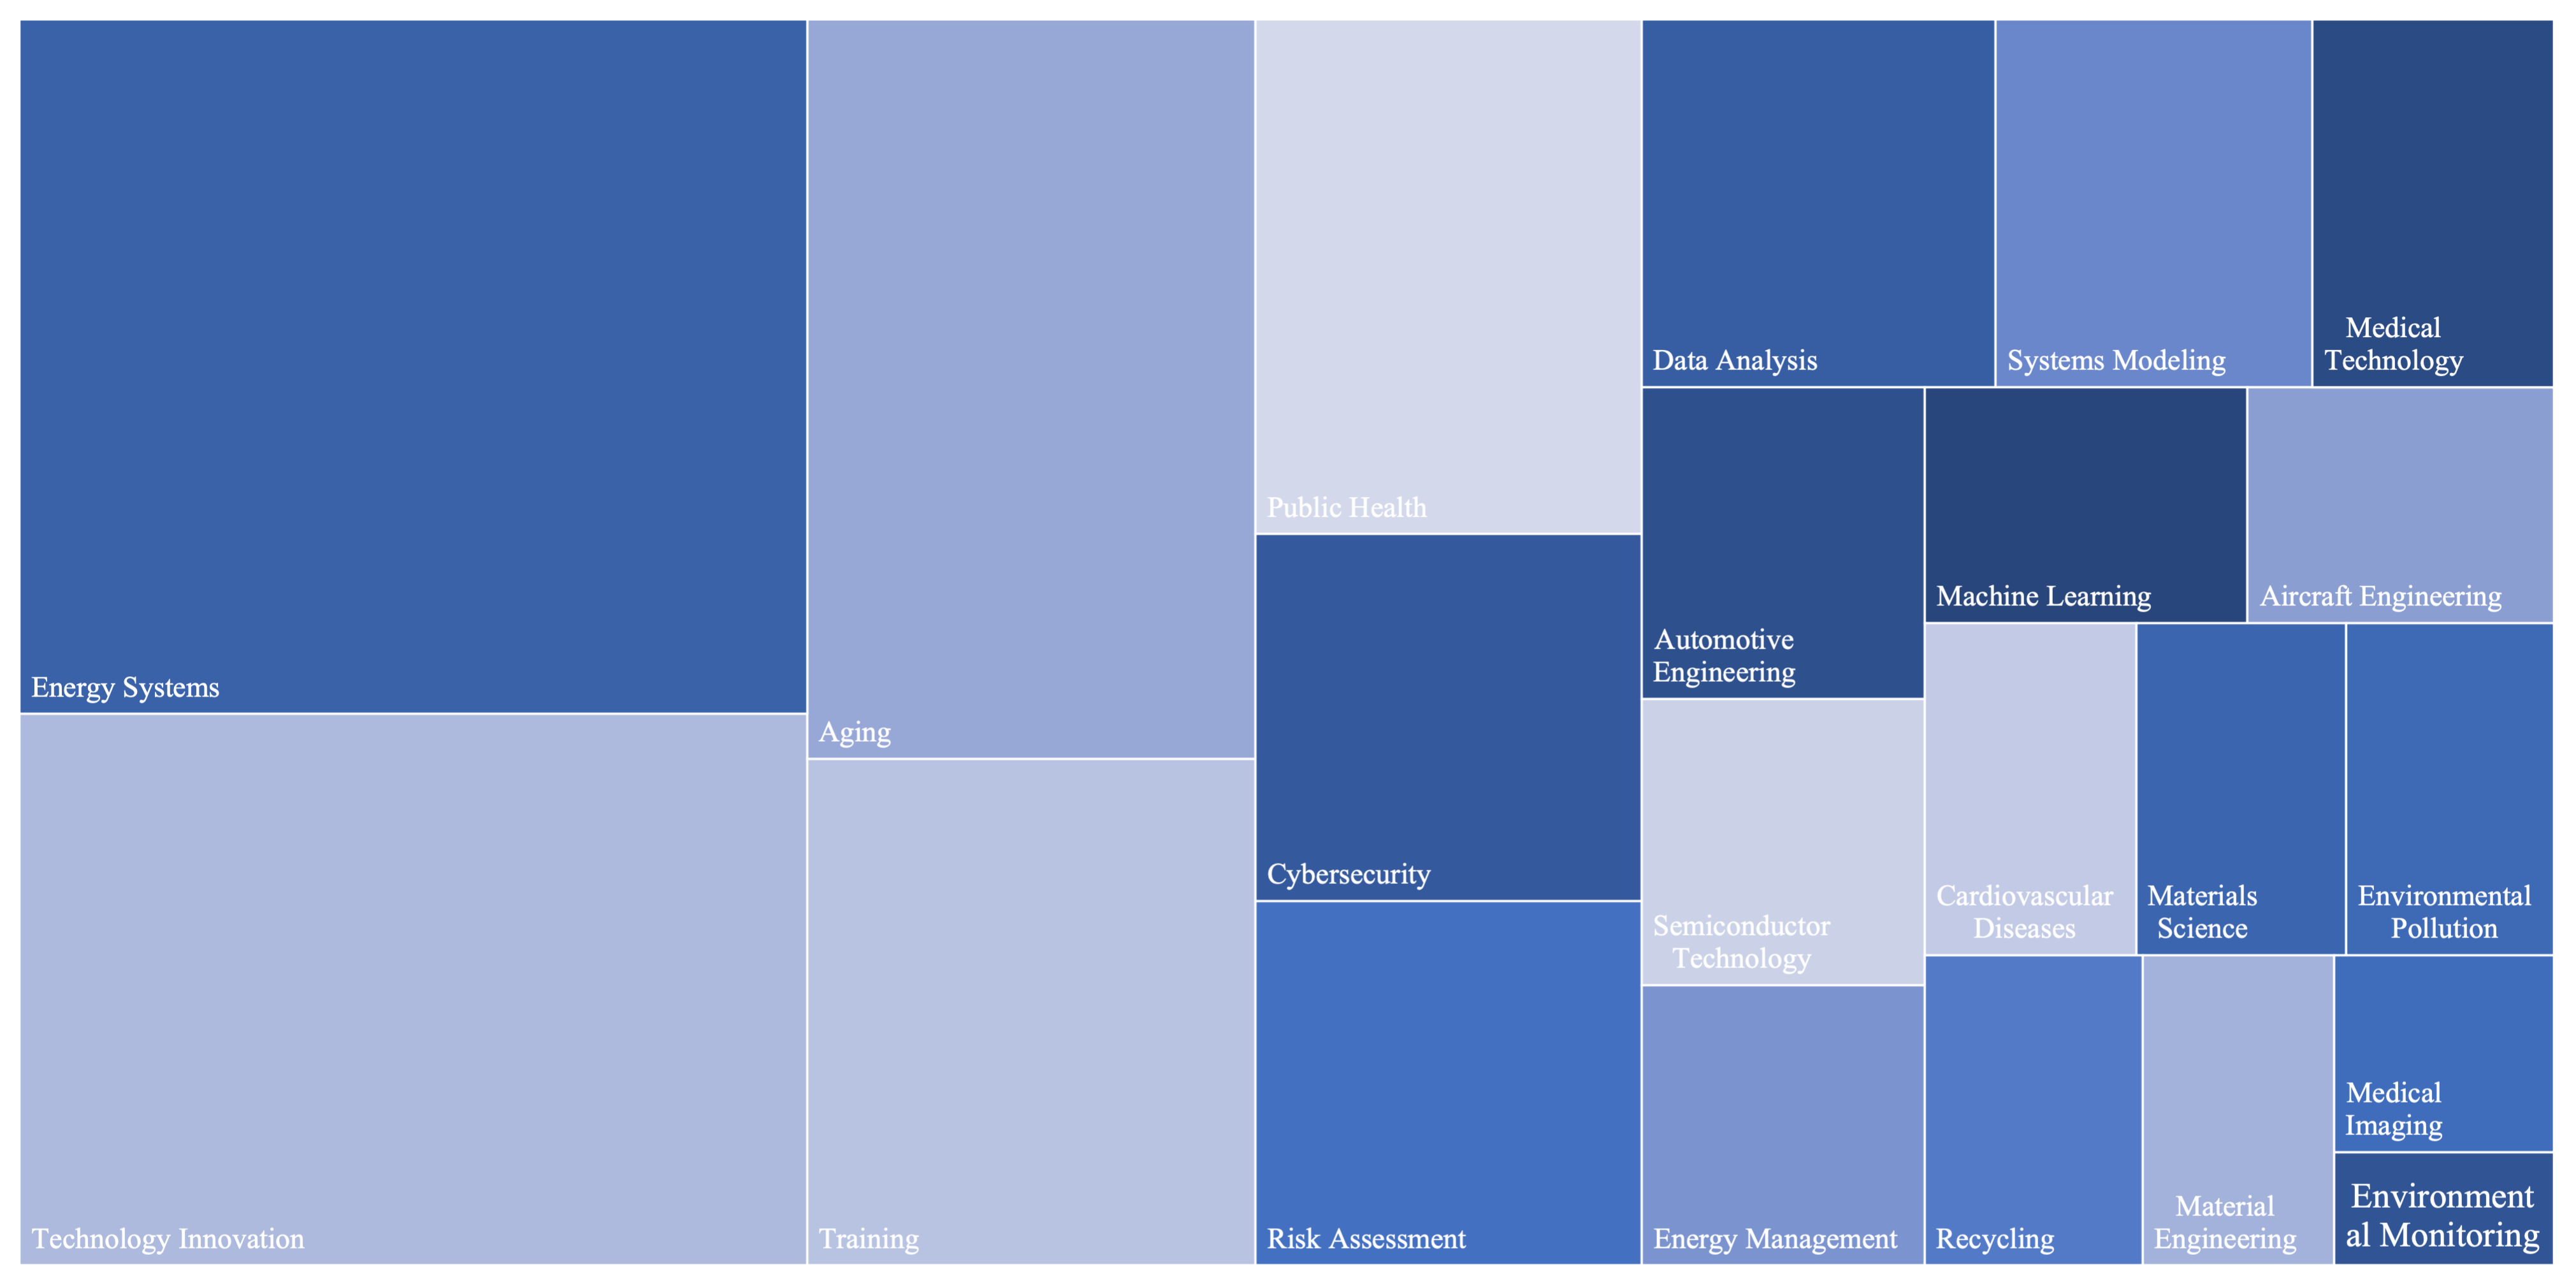 Energy Systems
Technology Innovation
Aging
Training
Public Health
Cybersecurity
Risk Assessment
Data Analysis
Systems Modeling
Medical
Technology
Automotive
Engineering
Machine Learning
Aircraft Engineering
Semiconductor
Technology
Cardiovascular
Diseases
Materials
Science
Environmental
Pollution
Energy Management
Recycling
Material
Engineering
Medical
Imaging
Environment
al Monitoring